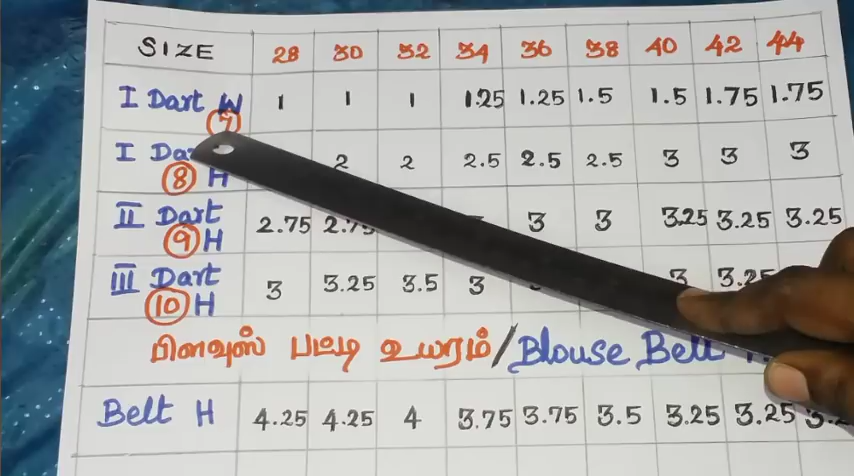 SIZE 28 30 32 34 36 38 40 42 44
I Dart W 1 1 1 1.25 1.25 1.5 1.5 1.75 1.75
7
I 2 2 2.5 2.5 2.5 3 3 3
8 H
II Dart 2.75 3 3 3.25 3.25 3.25
9 H
III Dart 3 3.25 3.5 3 3 3.25
10 H
பிளவுஸ் பட்டி உயரம் / Blouse Belt
Belt H 4.25 4.25 4 3.75 3.75 3.5 3.25 3.25